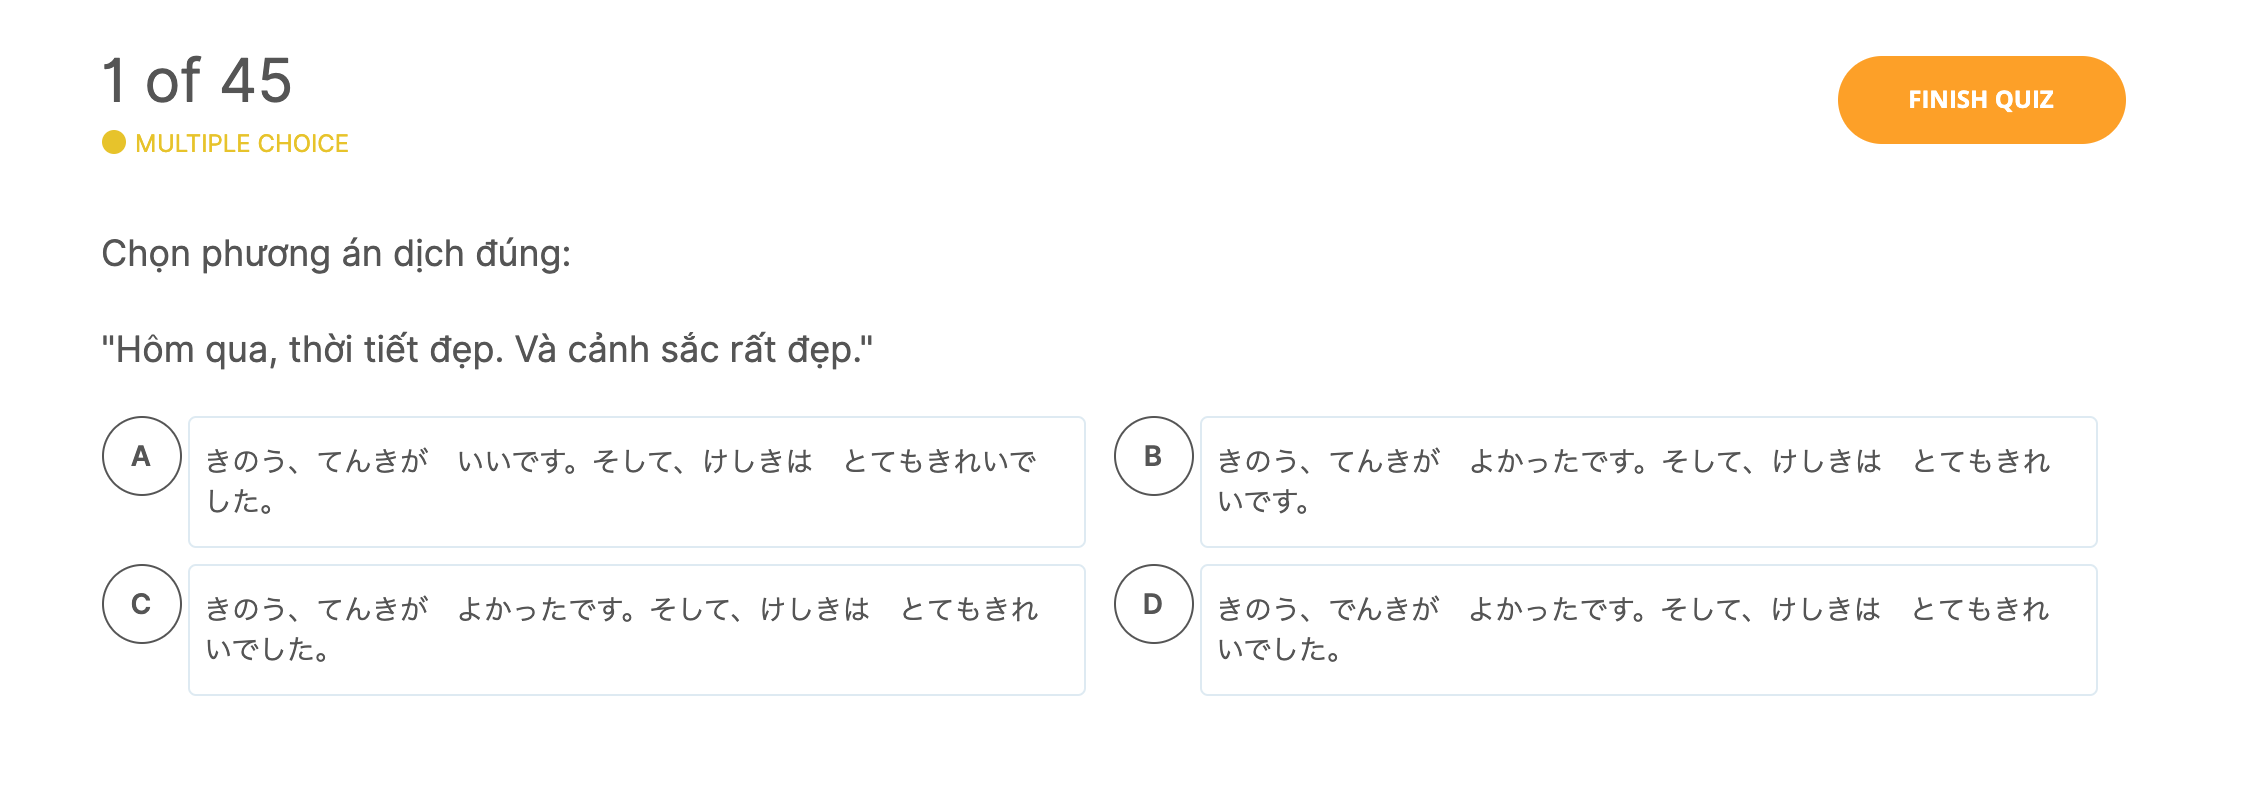 1 of 45
MULTIPLE CHOICE
FINISH QUIZ
Chọn phương án dịch đúng:
"Hôm qua, thời tiết đẹp. Và cảnh sắc rất đẹp."
A
きのう、てんきが　いいです。そして、けしきは　とてもきれいで
した。
B
きのう、てんきが　よかったです。そして、けしきは　とてもきれ
いです。
C
きのう、てんきが　よかったです。そして、けしきは　とてもきれ
いでした。
D
きのう、でんきが　よかったです。そして、けしきは　とてもきれ
いでした。